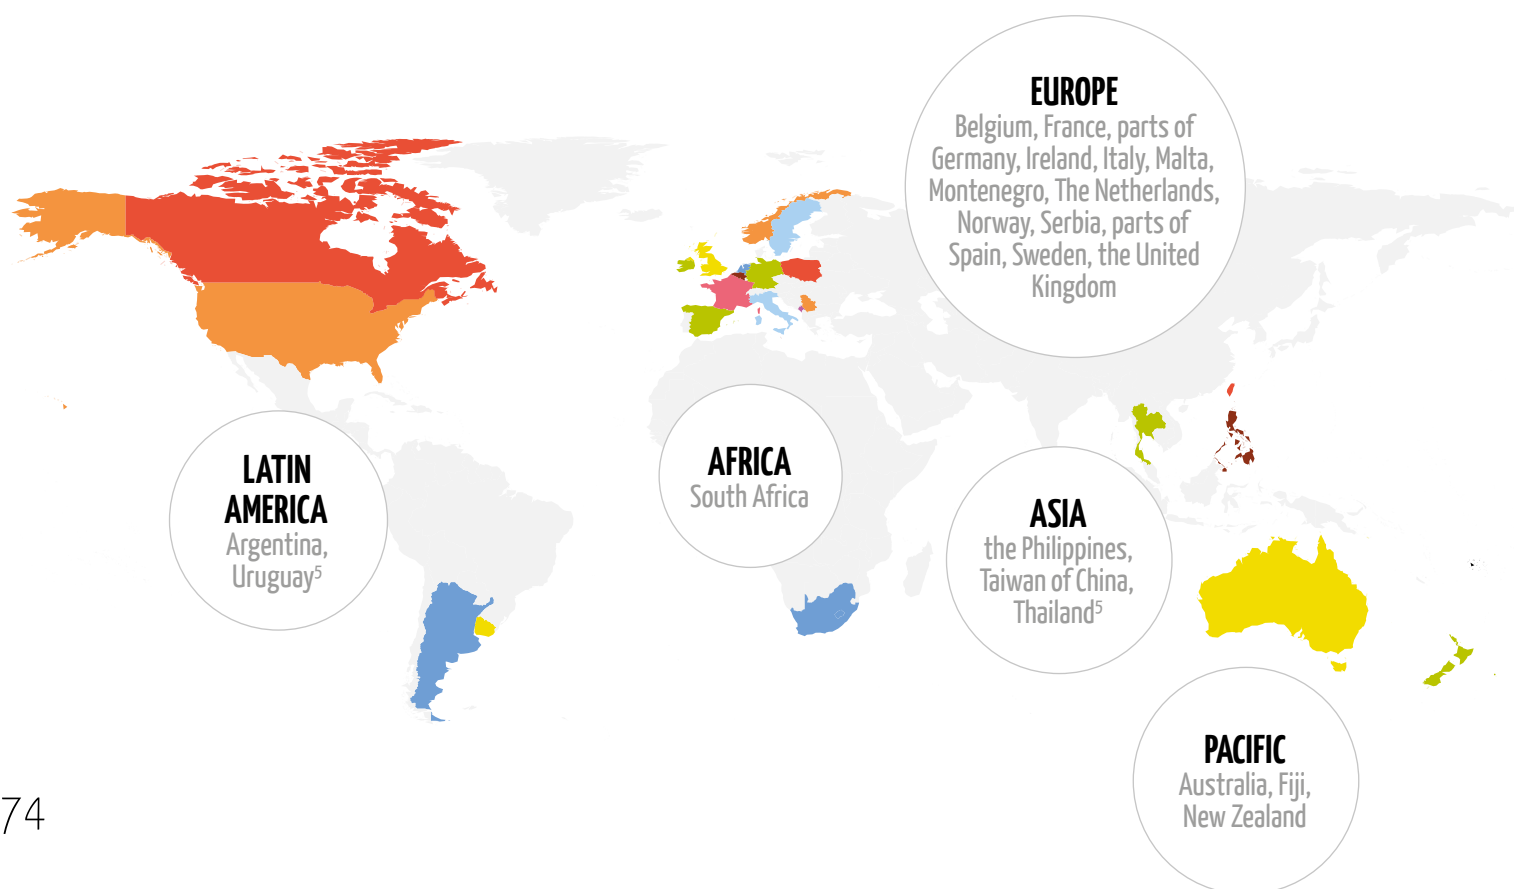 EUROPE
Belgium, France, parts of
Germany, Ireland, Italy, Malta,
Montenegro, The Netherlands,
Norway, Serbia, parts of
Spain, Sweden, the United
Kingdom
LATIN
AMERICA
Argentina,
Uruguay⁵
AFRICA
South Africa
ASIA
the Philippines,
Taiwan of China,
Thailand⁵
PACIFIC
Australia, Fiji,
New Zealand
74